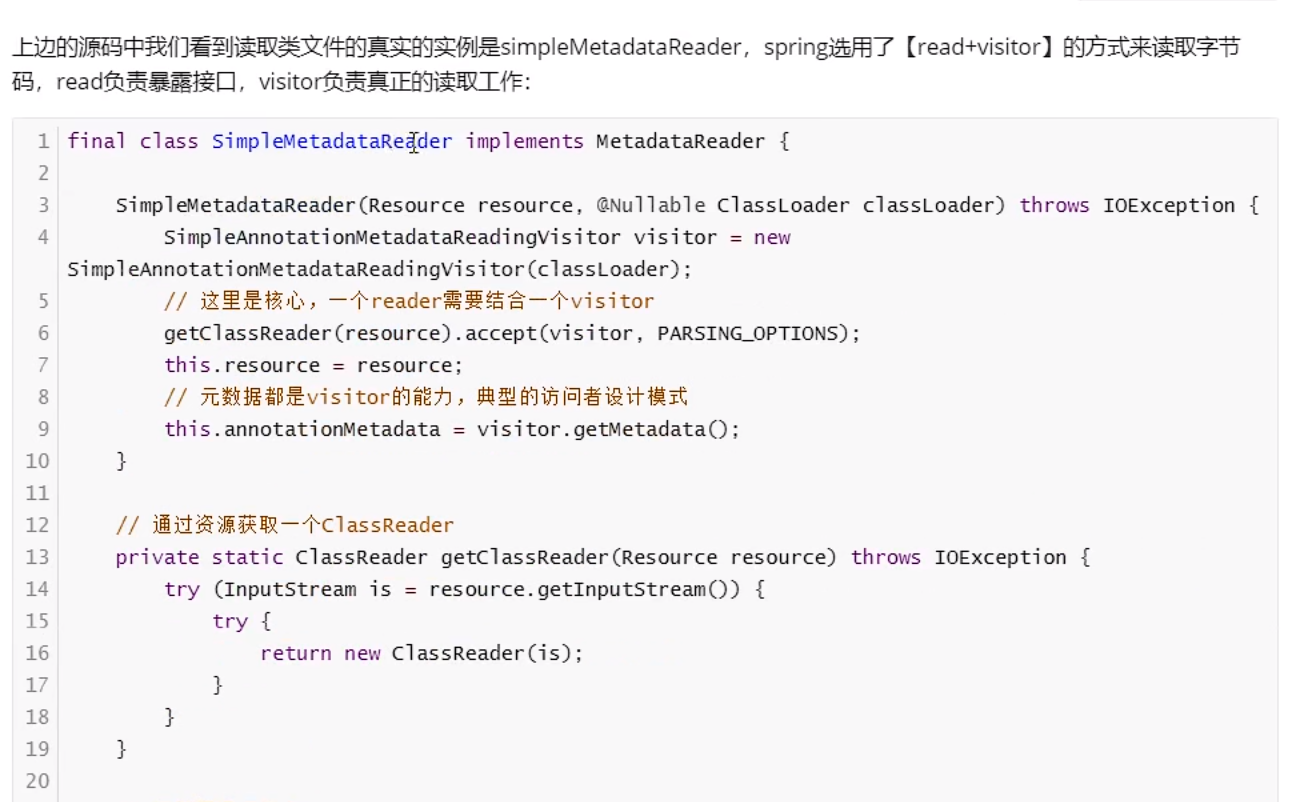 上边的源码中我们看到读取类文件的真实的实例是simpleMetadataReader，spring选用了【read+visitor】的方式来读取字节
码，read负责暴露接口，visitor负责真正的读取工作：
1 final class SimpleMetadataReader implements MetadataReader {
2
3 SimpleMetadataReader(Resource resource, @Nullable ClassLoader classLoader) throws IOException {
4 SimpleAnnotationMetadataReadingVisitor visitor = new
SimpleAnnotationMetadataReadingVisitor(classLoader);
5 // 这里是核心，一个reader需要结合一个visitor
6 getClassReader(resource).accept(visitor, PARSING_OPTIONS);
7 this.resource = resource;
8 // 元数据都是visitor的能力，典型的访问者设计模式
9 this.annotationMetadata = visitor.getMetadata();
10 }
11
12 // 通过资源获取一个ClassReader
13 private static ClassReader getClassReader(Resource resource) throws IOException {
14 try (InputStream is = resource.getInputStream()) {
15 try {
16 return new ClassReader(is);
17 }
18 }
19 }
20